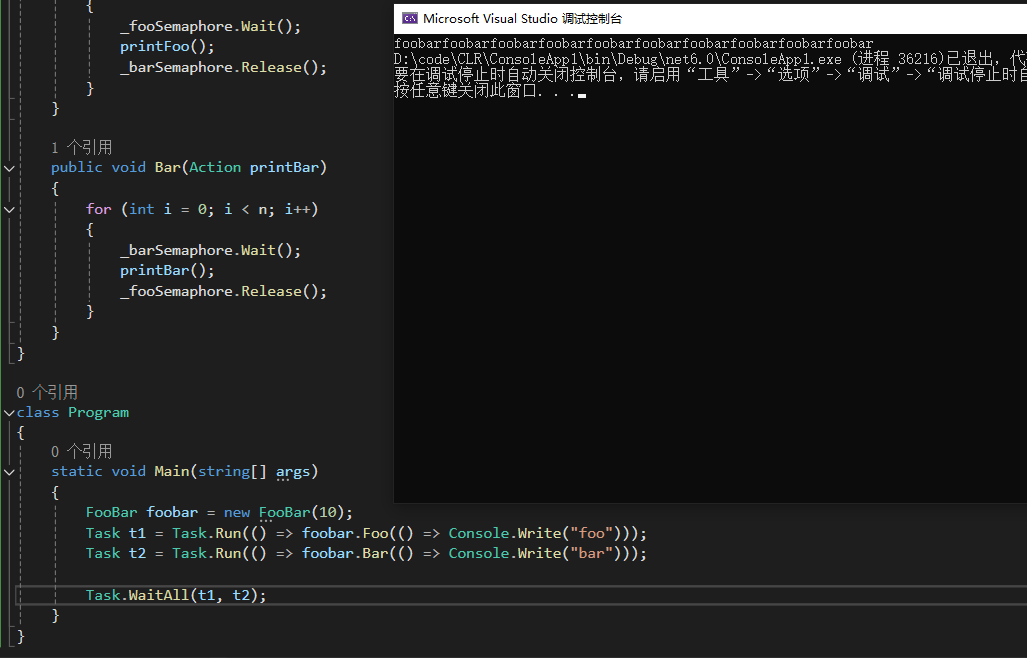 {
_fooSemaphore.Wait();
printFoo();
_barSemaphore.Release();
}
}
1 个引用
public void Bar(Action printBar)
{
for (int i = 0; i < n; i++)
{
_barSemaphore.Wait();
printBar();
_fooSemaphore.Release();
}
}
}
0 个引用
class Program
{
0 个引用
static void Main(string[] args)
{
FooBar foobar = new FooBar(10);
Task t1 = Task.Run(() => foobar.Foo(() => Console.Write("foo")));
Task t2 = Task.Run(() => foobar.Bar(() => Console.Write("bar")));
Task.WaitAll(t1, t2);
}
}
Microsoft Visual Studio 调试控制台
foobarfoobarfoobarfoobarfoobarfoobarfoobarfoobarfoobarfoobar
D:\code\CLR\ConsoleApp1\bin\Debug\net6.0\ConsoleApp1.exe (进程 36216)已退出，代
要在调试停止时自动关闭控制台，请启用“工具”->“选项”->“调试”->“调试停止时自
按任意键关闭此窗口. . .